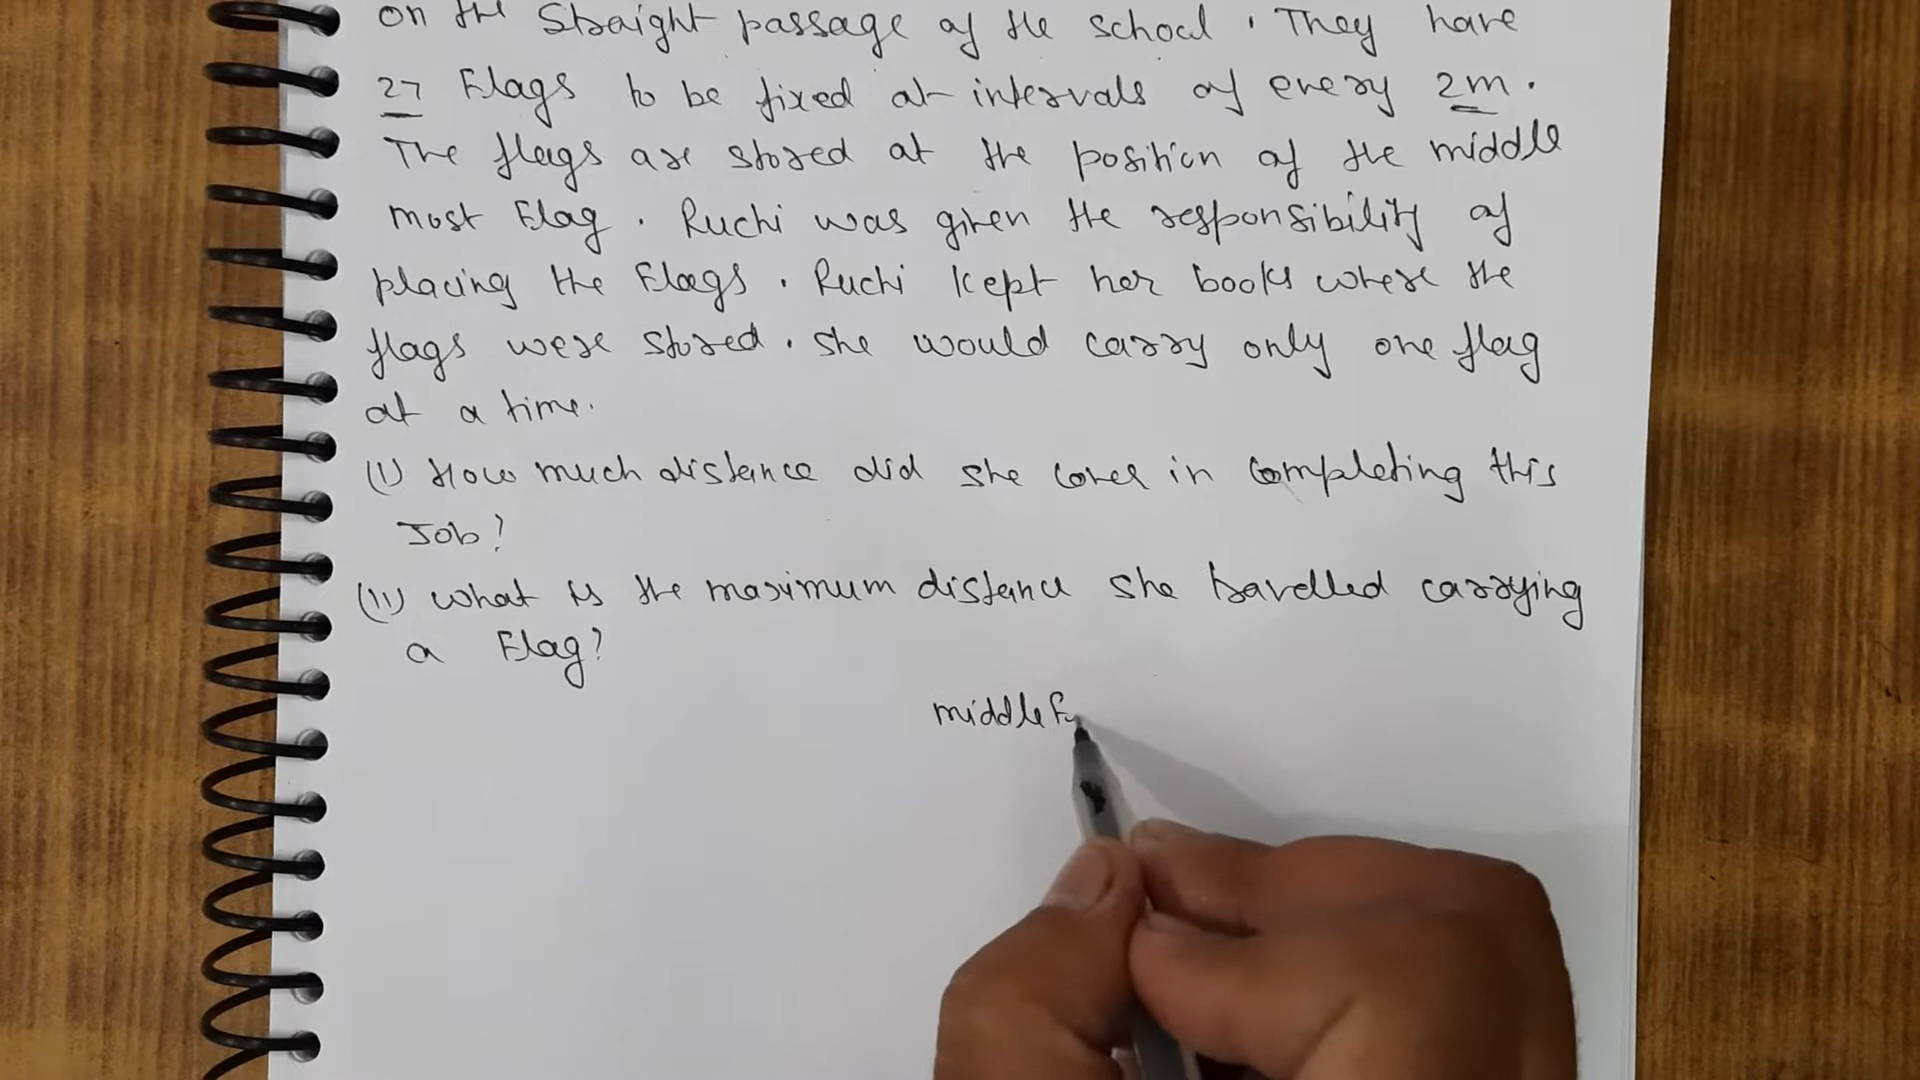 on the Straight passage of the school. They have
27 Flags to be fixed at intervals of every 2m.
The flags are stored at the position of the middle
most Flag. Ruchi was given the responsibility of
placing the Flags. Ruchi kept her books where the
flags were stored. she would carry only one flag
at a time.
(i) How much distance did she cover in completing this
Job?
(ii) what is the maximum distance she travelled carrying
a Flag?
middle